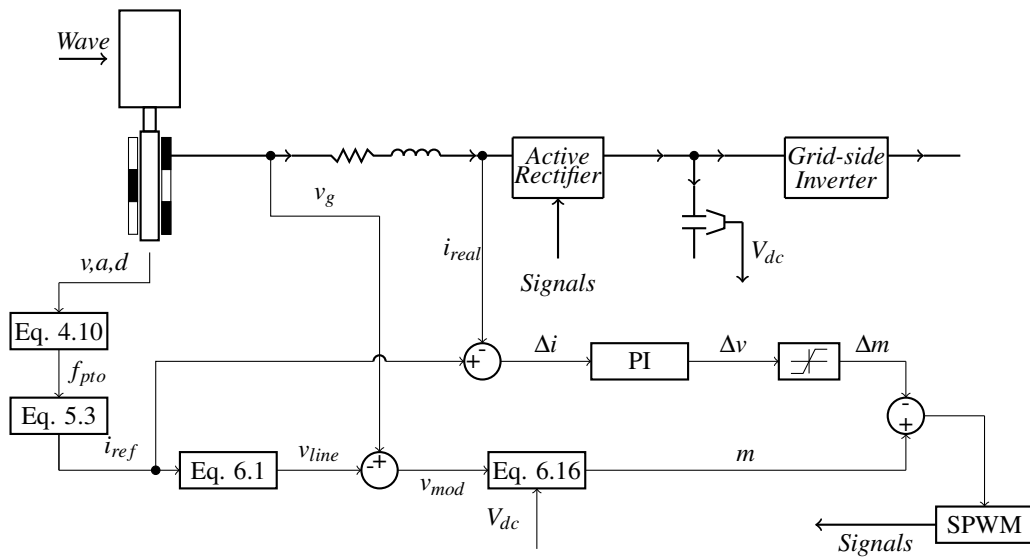 Wave
Active
Rectifier
Grid-side
Inverter
v_g
i_real
V_dc
v,a,d
Signals
Eq. 4.10
f_pto
-
+
Δi
PI
Δv
Δm
Eq. 5.3
-
+
i_ref
v_line
Eq. 6.1
-
+
v_mod
Eq. 6.16
m
V_dc
SPWM
Signals